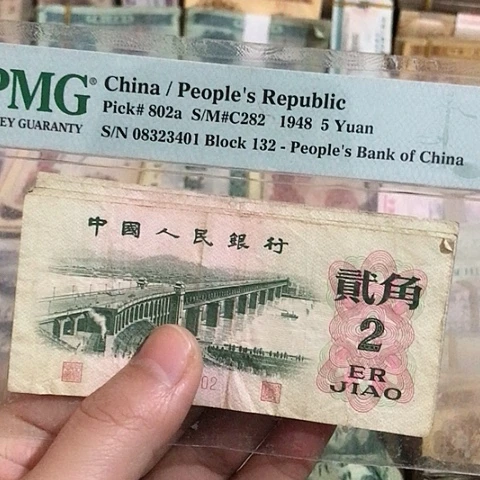 PMG®
EY GUARANTY
China / People's Republic
Pick# 802a S/M#C282 1948 5 Yuan
S/N 08323401 Block 132 - People's Bank of China
中國人民銀行
貳角
2
ER
JIAO
02